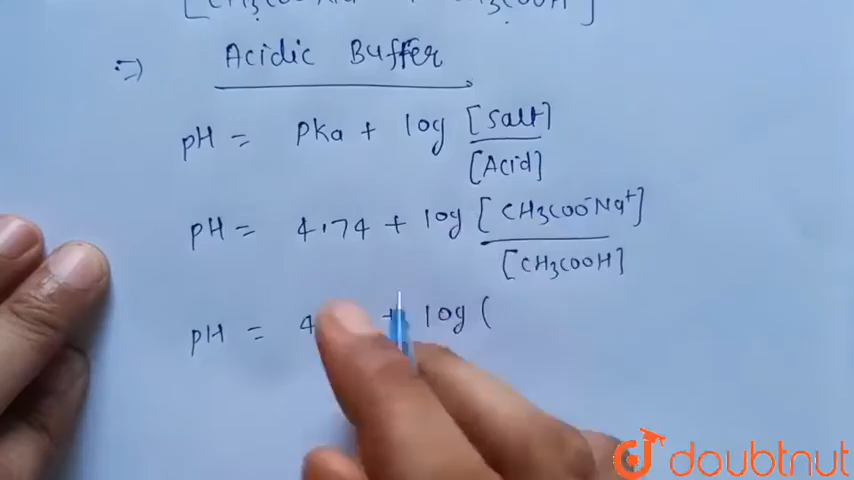 ⇒ Acidic Buffer
pH = PKa + log [Salt] / [Acid]
pH = 4.74 + log [CH3COO⁻Na⁺] / [CH3COOH]
pH = 4 + log (
doubtnut